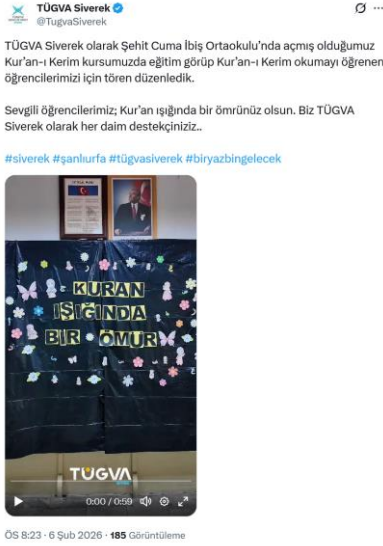 TÜGVA Siverek
@TugvaSiverek
TÜGVA Siverek olarak Şehit Cuma İbiş Ortaokulu'nda açmış olduğumuz
Kur'an-ı Kerim kursumuzda eğitim görüp Kur'an-ı Kerim okumayı öğrenen
öğrencilerimizi için tören düzenledik.
Sevgili öğrencilerimiz; Kur'an ışığında bir ömrünüz olsun. Biz TÜGVA
Siverek olarak her daim destekçiniziz..
#siverek #şanlıurfa #tügvasiverek #biryazbingelecek
KURAN
IŞIĞINDA
BİR ÖMÜR
TÜGVA
0:00 / 0:59
ÖS 8:23 · 6 Şub 2026 · 185 Görüntüleme